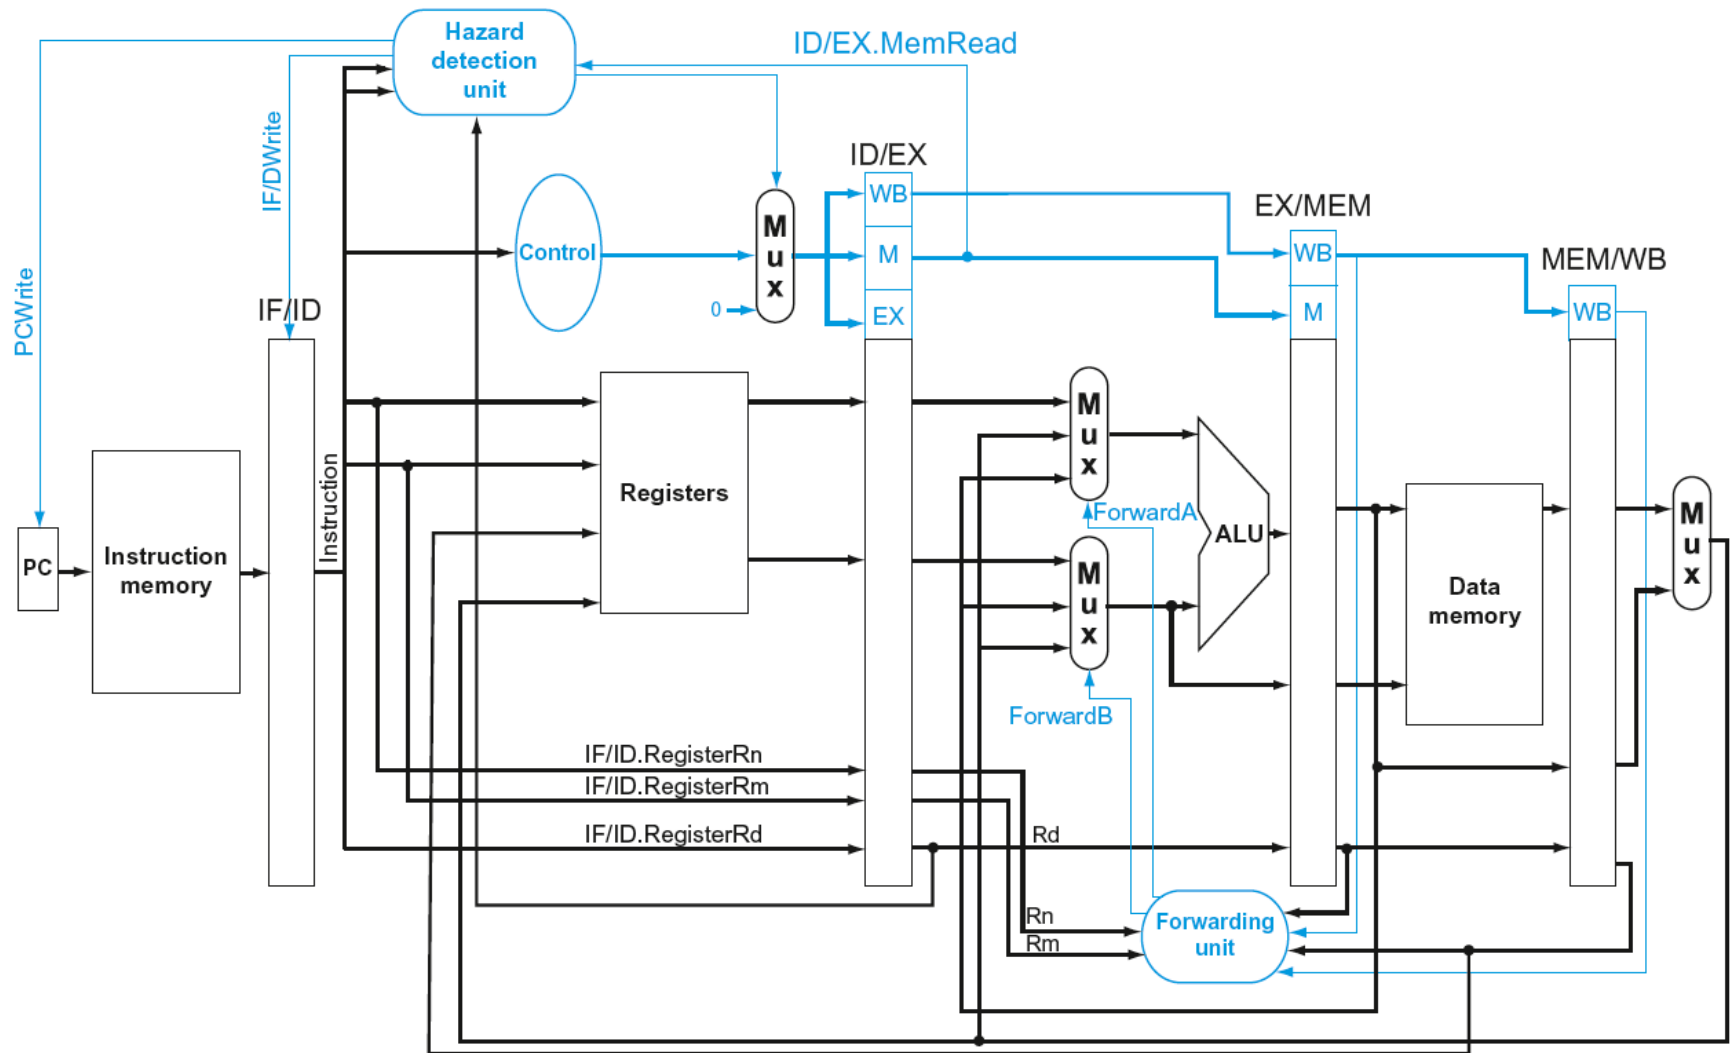 Hazard
detection
unit
ID/EX.MemRead
IF/DWrite
PCWrite
ID/EX
WB
M
EX
EX/MEM
WB
M
MEM/WB
WB
Control
M
u
x
0
IF/ID
Instruction
PC
Instruction
memory
Registers
M
u
x
ForwardA
M
u
x
ForwardB
ALU
Data
memory
M
u
x
IF/ID.RegisterRn
IF/ID.RegisterRm
IF/ID.RegisterRd
Rd
Rn
Rm
Forwarding
unit